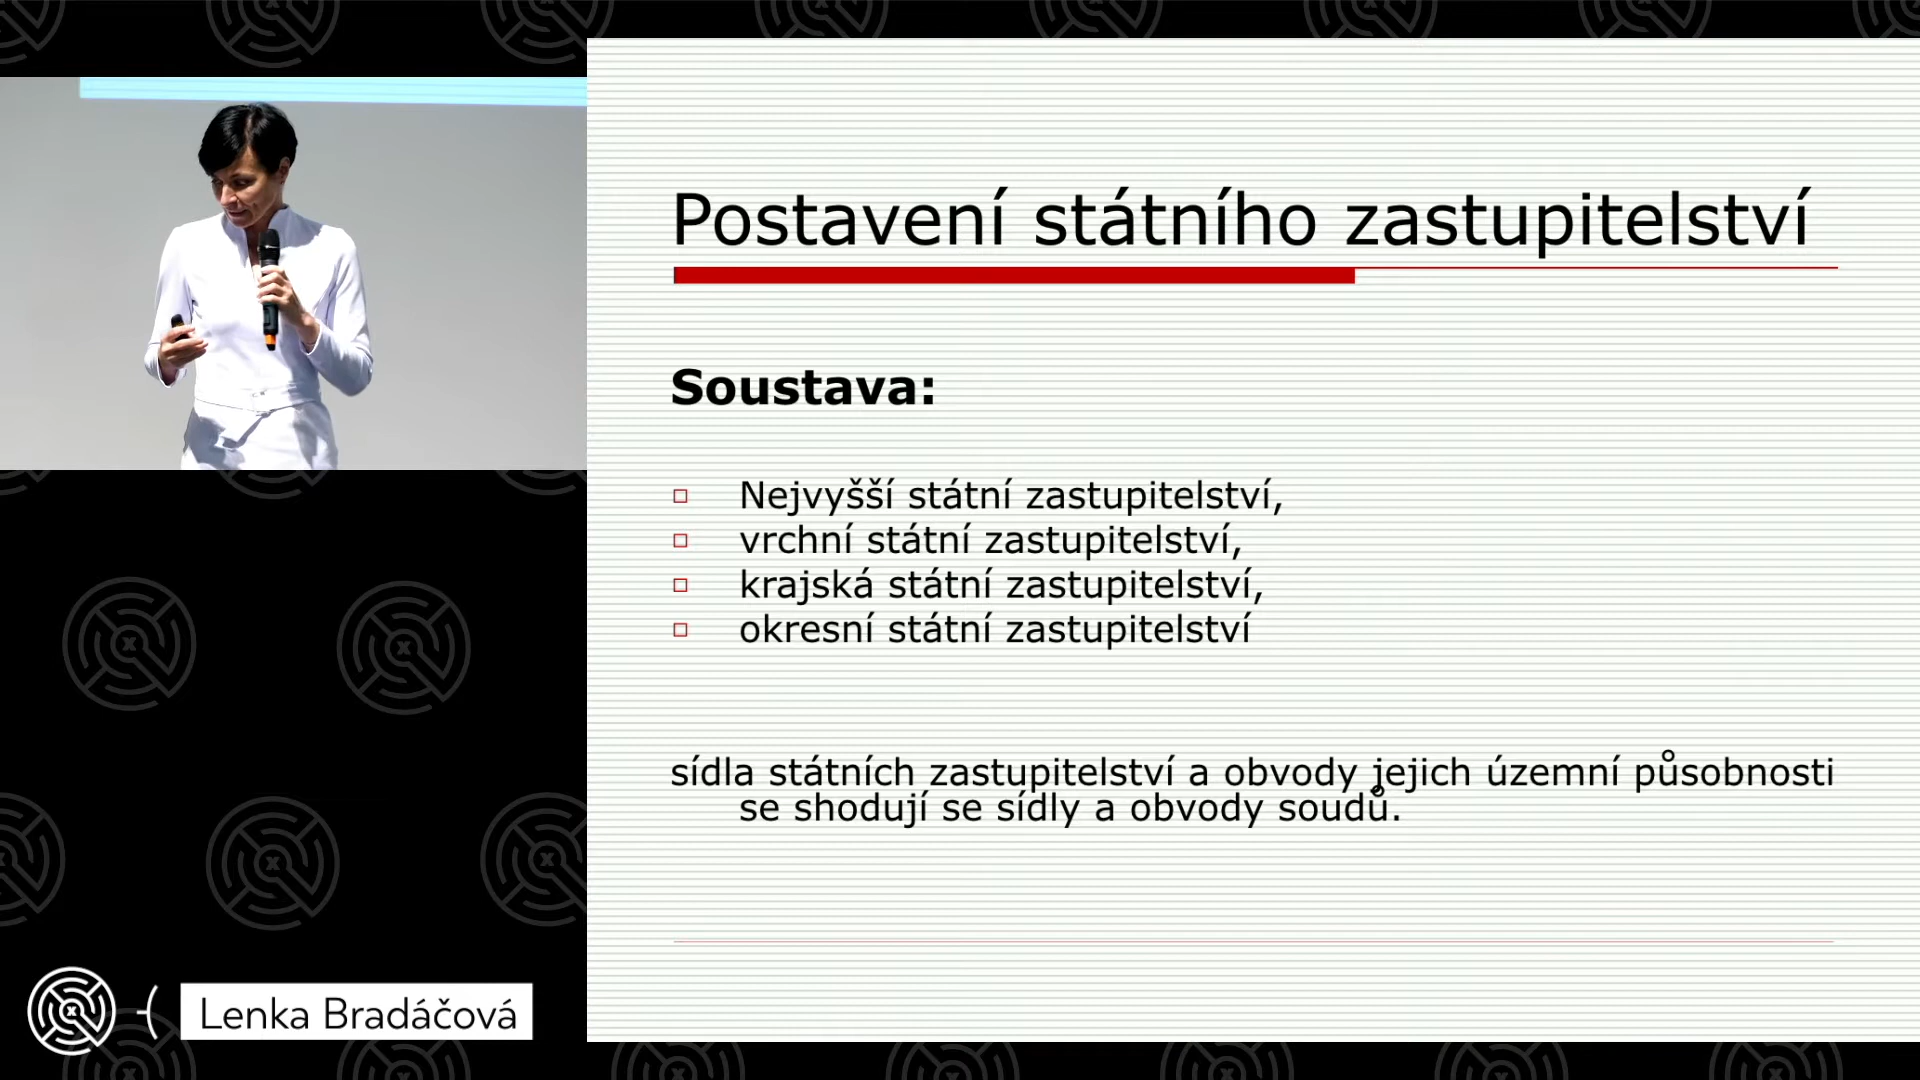 Postavení státního zastupitelství
Soustava:
Nejvyšší státní zastupitelství,
vrchní státní zastupitelství,
krajská státní zastupitelství,
okresní státní zastupitelství
sídla státních zastupitelství a obvody jejich územní působnosti
se shodují se sídly a obvody soudů.
Lenka Bradáčová